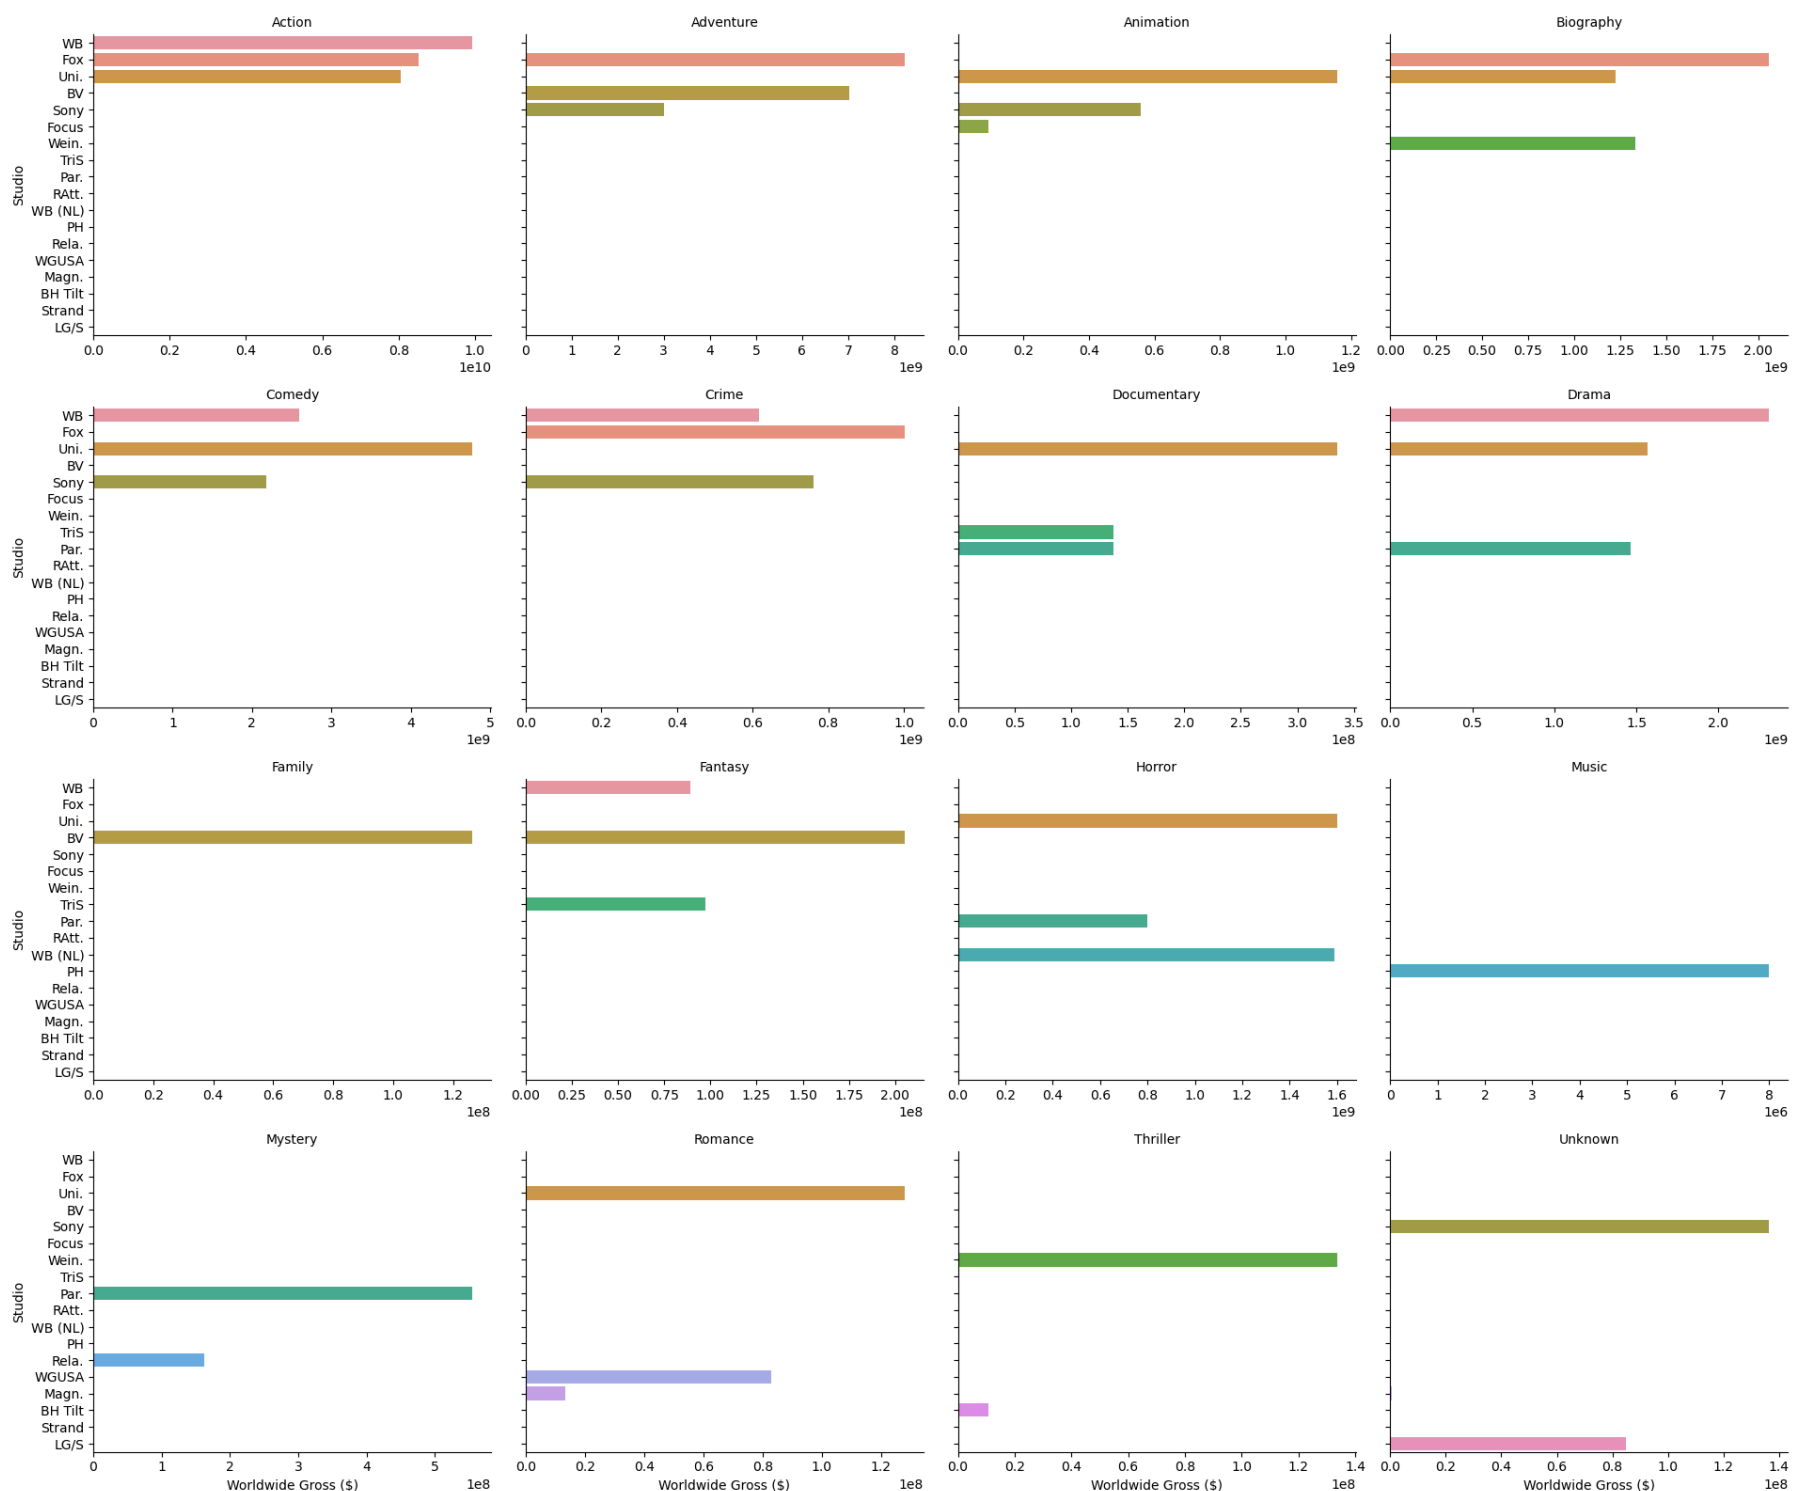 Action Adventure Animation Biography
WB
Fox
Uni.
BV
Sony
Focus
Wein.
TriS
Par.
RAtt.
WB (NL)
PH
Rela.
WGUSA
Magn.
BH Tilt
Strand
LG/S
Studio
0.0 0.2 0.4 0.6 0.8 1.0 0 1 2 3 4 5 6 7 8 0.0 0.2 0.4 0.6 0.8 1.0 1.2 0.00 0.25 0.50 0.75 1.00 1.25 1.50 1.75 2.00
1e10 1e9 1e9 1e9
Comedy Crime Documentary Drama
WB
Fox
Uni.
BV
Sony
Focus
Wein.
TriS
Par.
RAtt.
WB (NL)
PH
Rela.
WGUSA
Magn.
BH Tilt
Strand
LG/S
Studio
0 1 2 3 4 5 0.0 0.2 0.4 0.6 0.8 1.0 0.0 0.5 1.0 1.5 2.0 2.5 3.0 3.5 0.0 0.5 1.0 1.5 2.0
1e9 1e9 1e8 1e9
Family Fantasy Horror Music
WB
Fox
Uni.
BV
Sony
Focus
Wein.
TriS
Par.
RAtt.
WB (NL)
PH
Rela.
WGUSA
Magn.
BH Tilt
Strand
LG/S
Studio
0.0 0.2 0.4 0.6 0.8 1.0 1.2 0.00 0.25 0.50 0.75 1.00 1.25 1.50 1.75 2.00 0.0 0.2 0.4 0.6 0.8 1.0 1.2 1.4 1.6 0 1 2 3 4 5 6 7 8
1e8 1e8 1e9 1e6
Mystery Romance Thriller Unknown
WB
Fox
Uni.
BV
Sony
Focus
Wein.
TriS
Par.
RAtt.
WB (NL)
PH
Rela.
WGUSA
Magn.
BH Tilt
Strand
LG/S
Studio
0 1 2 3 4 5 0.0 0.2 0.4 0.6 0.8 1.0 1.2 0.0 0.2 0.4 0.6 0.8 1.0 1.2 1.4 0.0 0.2 0.4 0.6 0.8 1.0 1.2 1.4
Worldwide Gross ($) 1e8 Worldwide Gross ($) 1e8 Worldwide Gross ($) 1e8 Worldwide Gross ($) 1e8